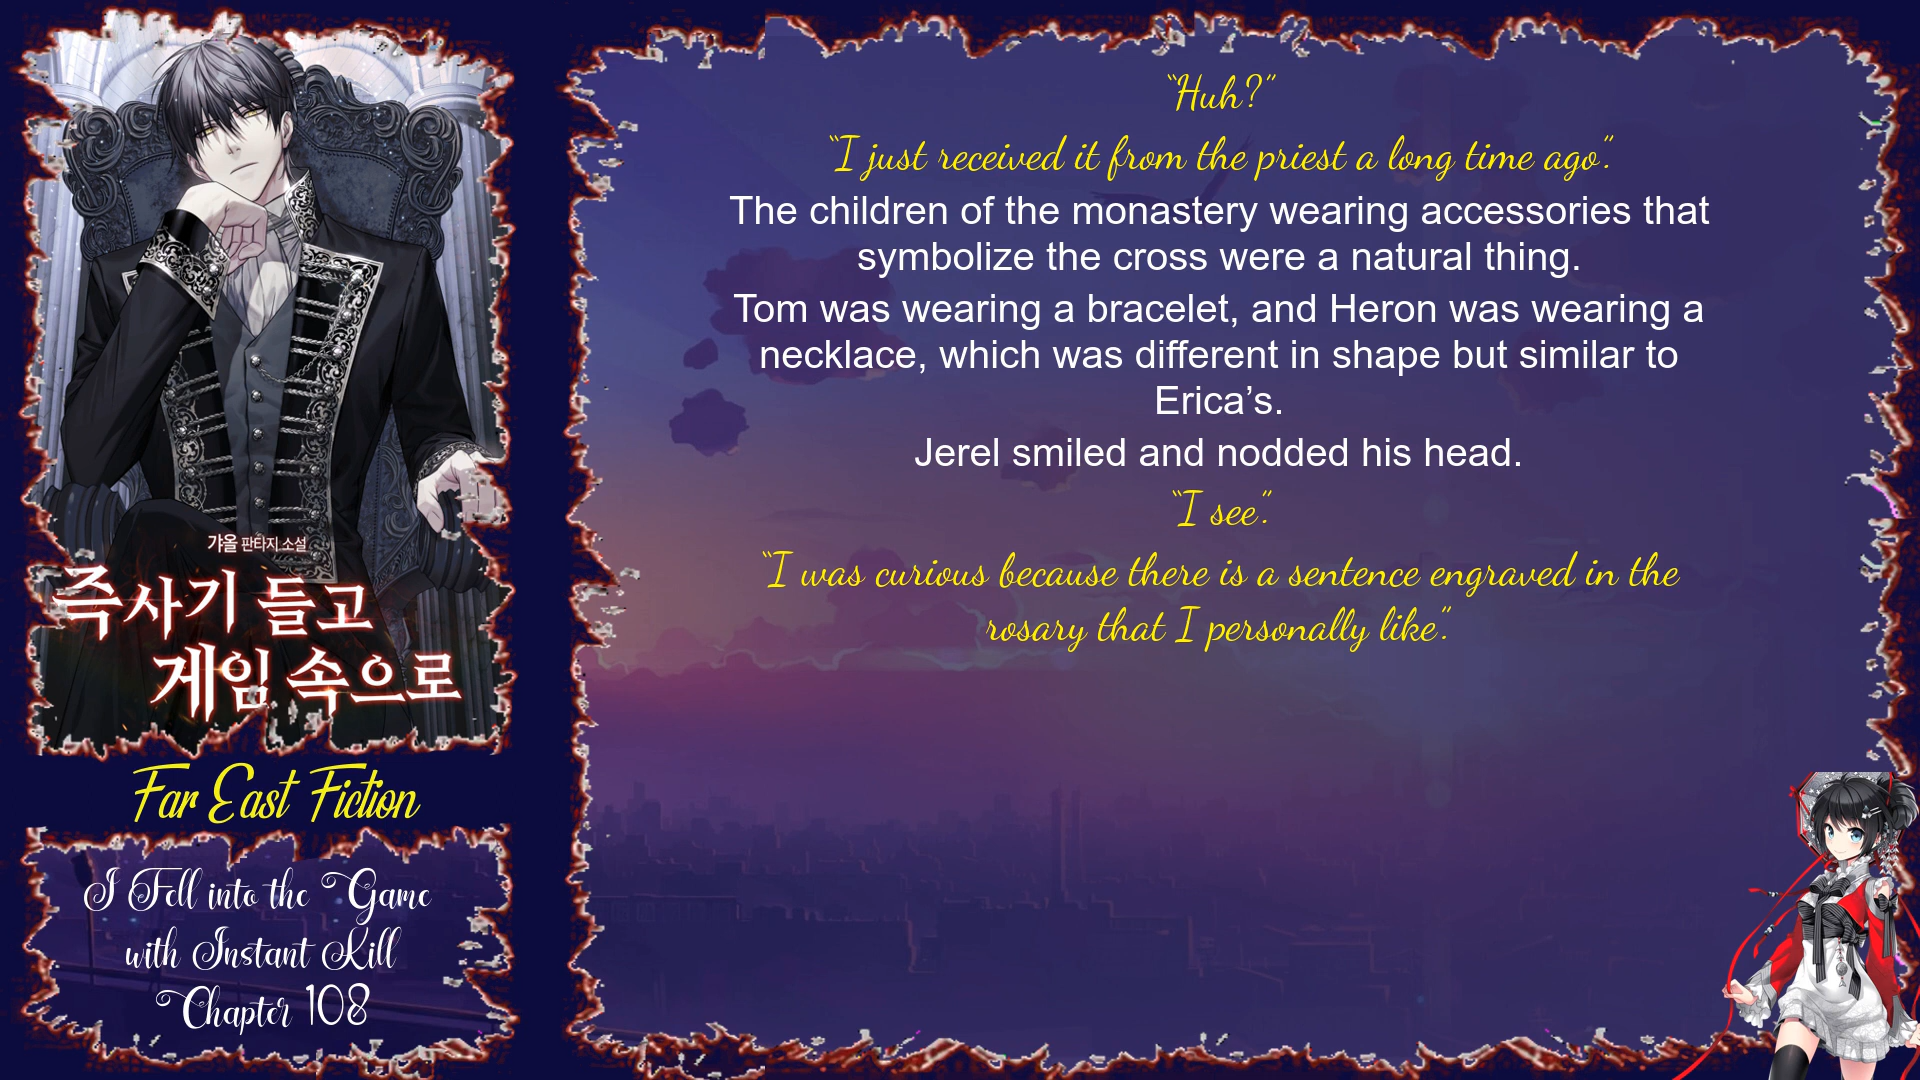 갸올 판타지 소설
즉사기 들고
게임 속으로
Far East Fiction
I Fell into the Game
with Instant Kill
Chapter 108
“Huh?”
“I just received it from the priest a long time ago”.
The children of the monastery wearing accessories that
symbolize the cross were a natural thing.
Tom was wearing a bracelet, and Heron was wearing a
necklace, which was different in shape but similar to
Erica’s.
Jerel smiled and nodded his head.
“I see”.
“I was curious because there is a sentence engraved in the
rosary that I personally like”.